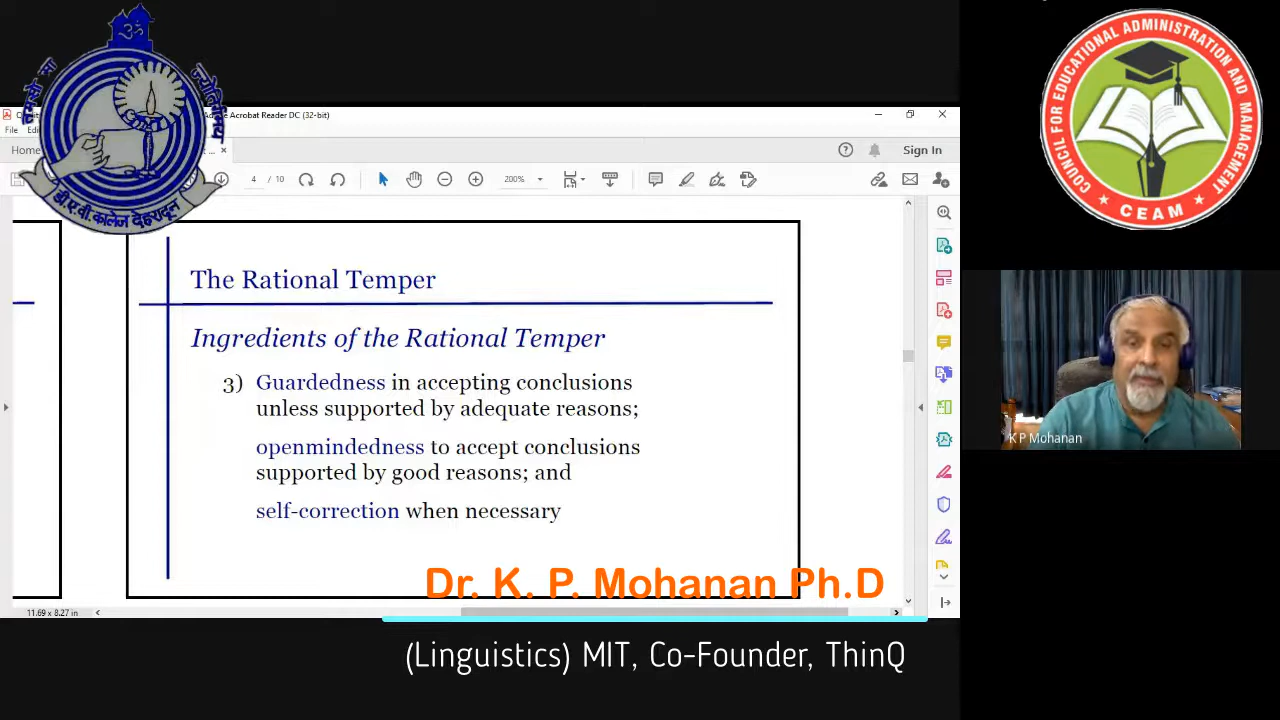 Acrobat Reader DC (32-bit)
File
Home
Sign In
4 / 10
200%
The Rational Temper
Ingredients of the Rational Temper
3) Guardedness in accepting conclusions
unless supported by adequate reasons;
openmindedness to accept conclusions
supported by good reasons; and
self-correction when necessary
11.69 x 8.27 in
Dr. K. P. Mohanan Ph.D
(Linguistics) MIT, Co-Founder, ThinQ
COUNCIL FOR EDUCATIONAL ADMINISTRATION AND MANAGEMENT
CEAM
K P Mohanan
डी.ए.वी. कालेज देहरादून